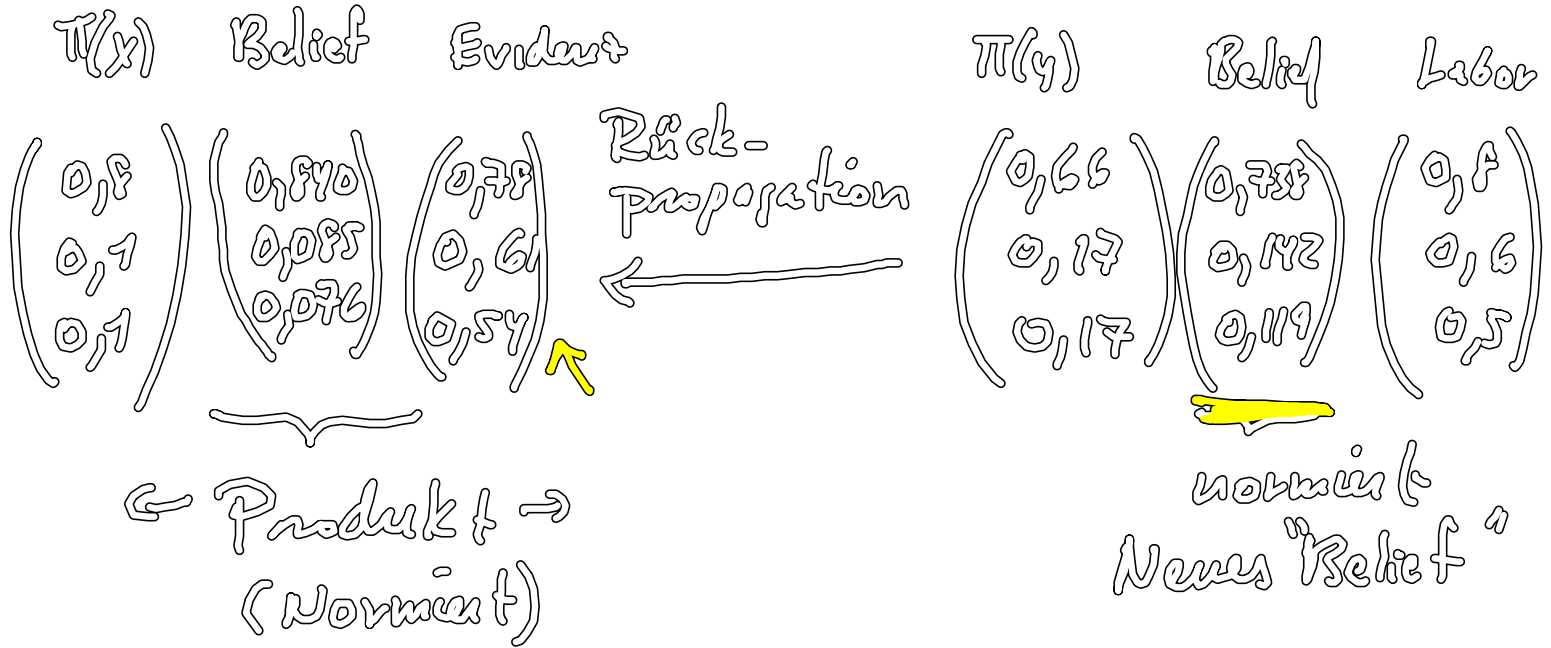 π(x) Belief Evidenz
0,8 0,840 0,78
0,1 0,085 0,61
0,1 0,076 0,54
Rück-
propagation
π(y) Belief Labor
0,66 0,738 0,8
0,17 0,142 0,6
0,17 0,119 0,5
← Produkt →
(Normiert)
normiert
Neues "Belief"